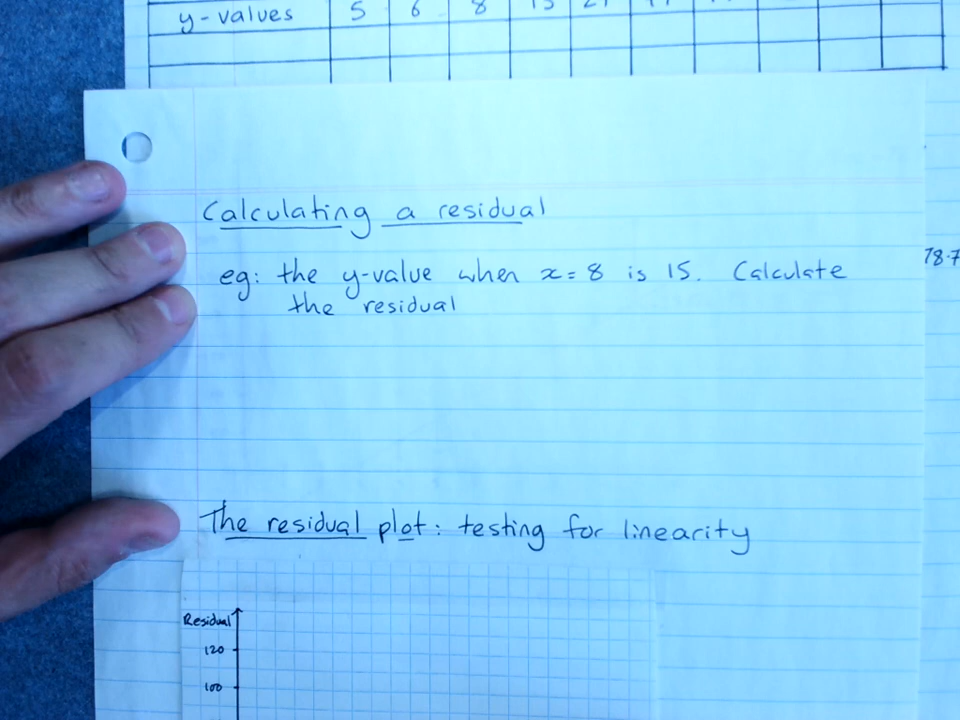 y-values 5 6 8 15
Calculating a residual
78.7
eg: the y-value when x = 8 is 15. Calculate
the residual
The residual plot: testing for linearity
Residual
120
100